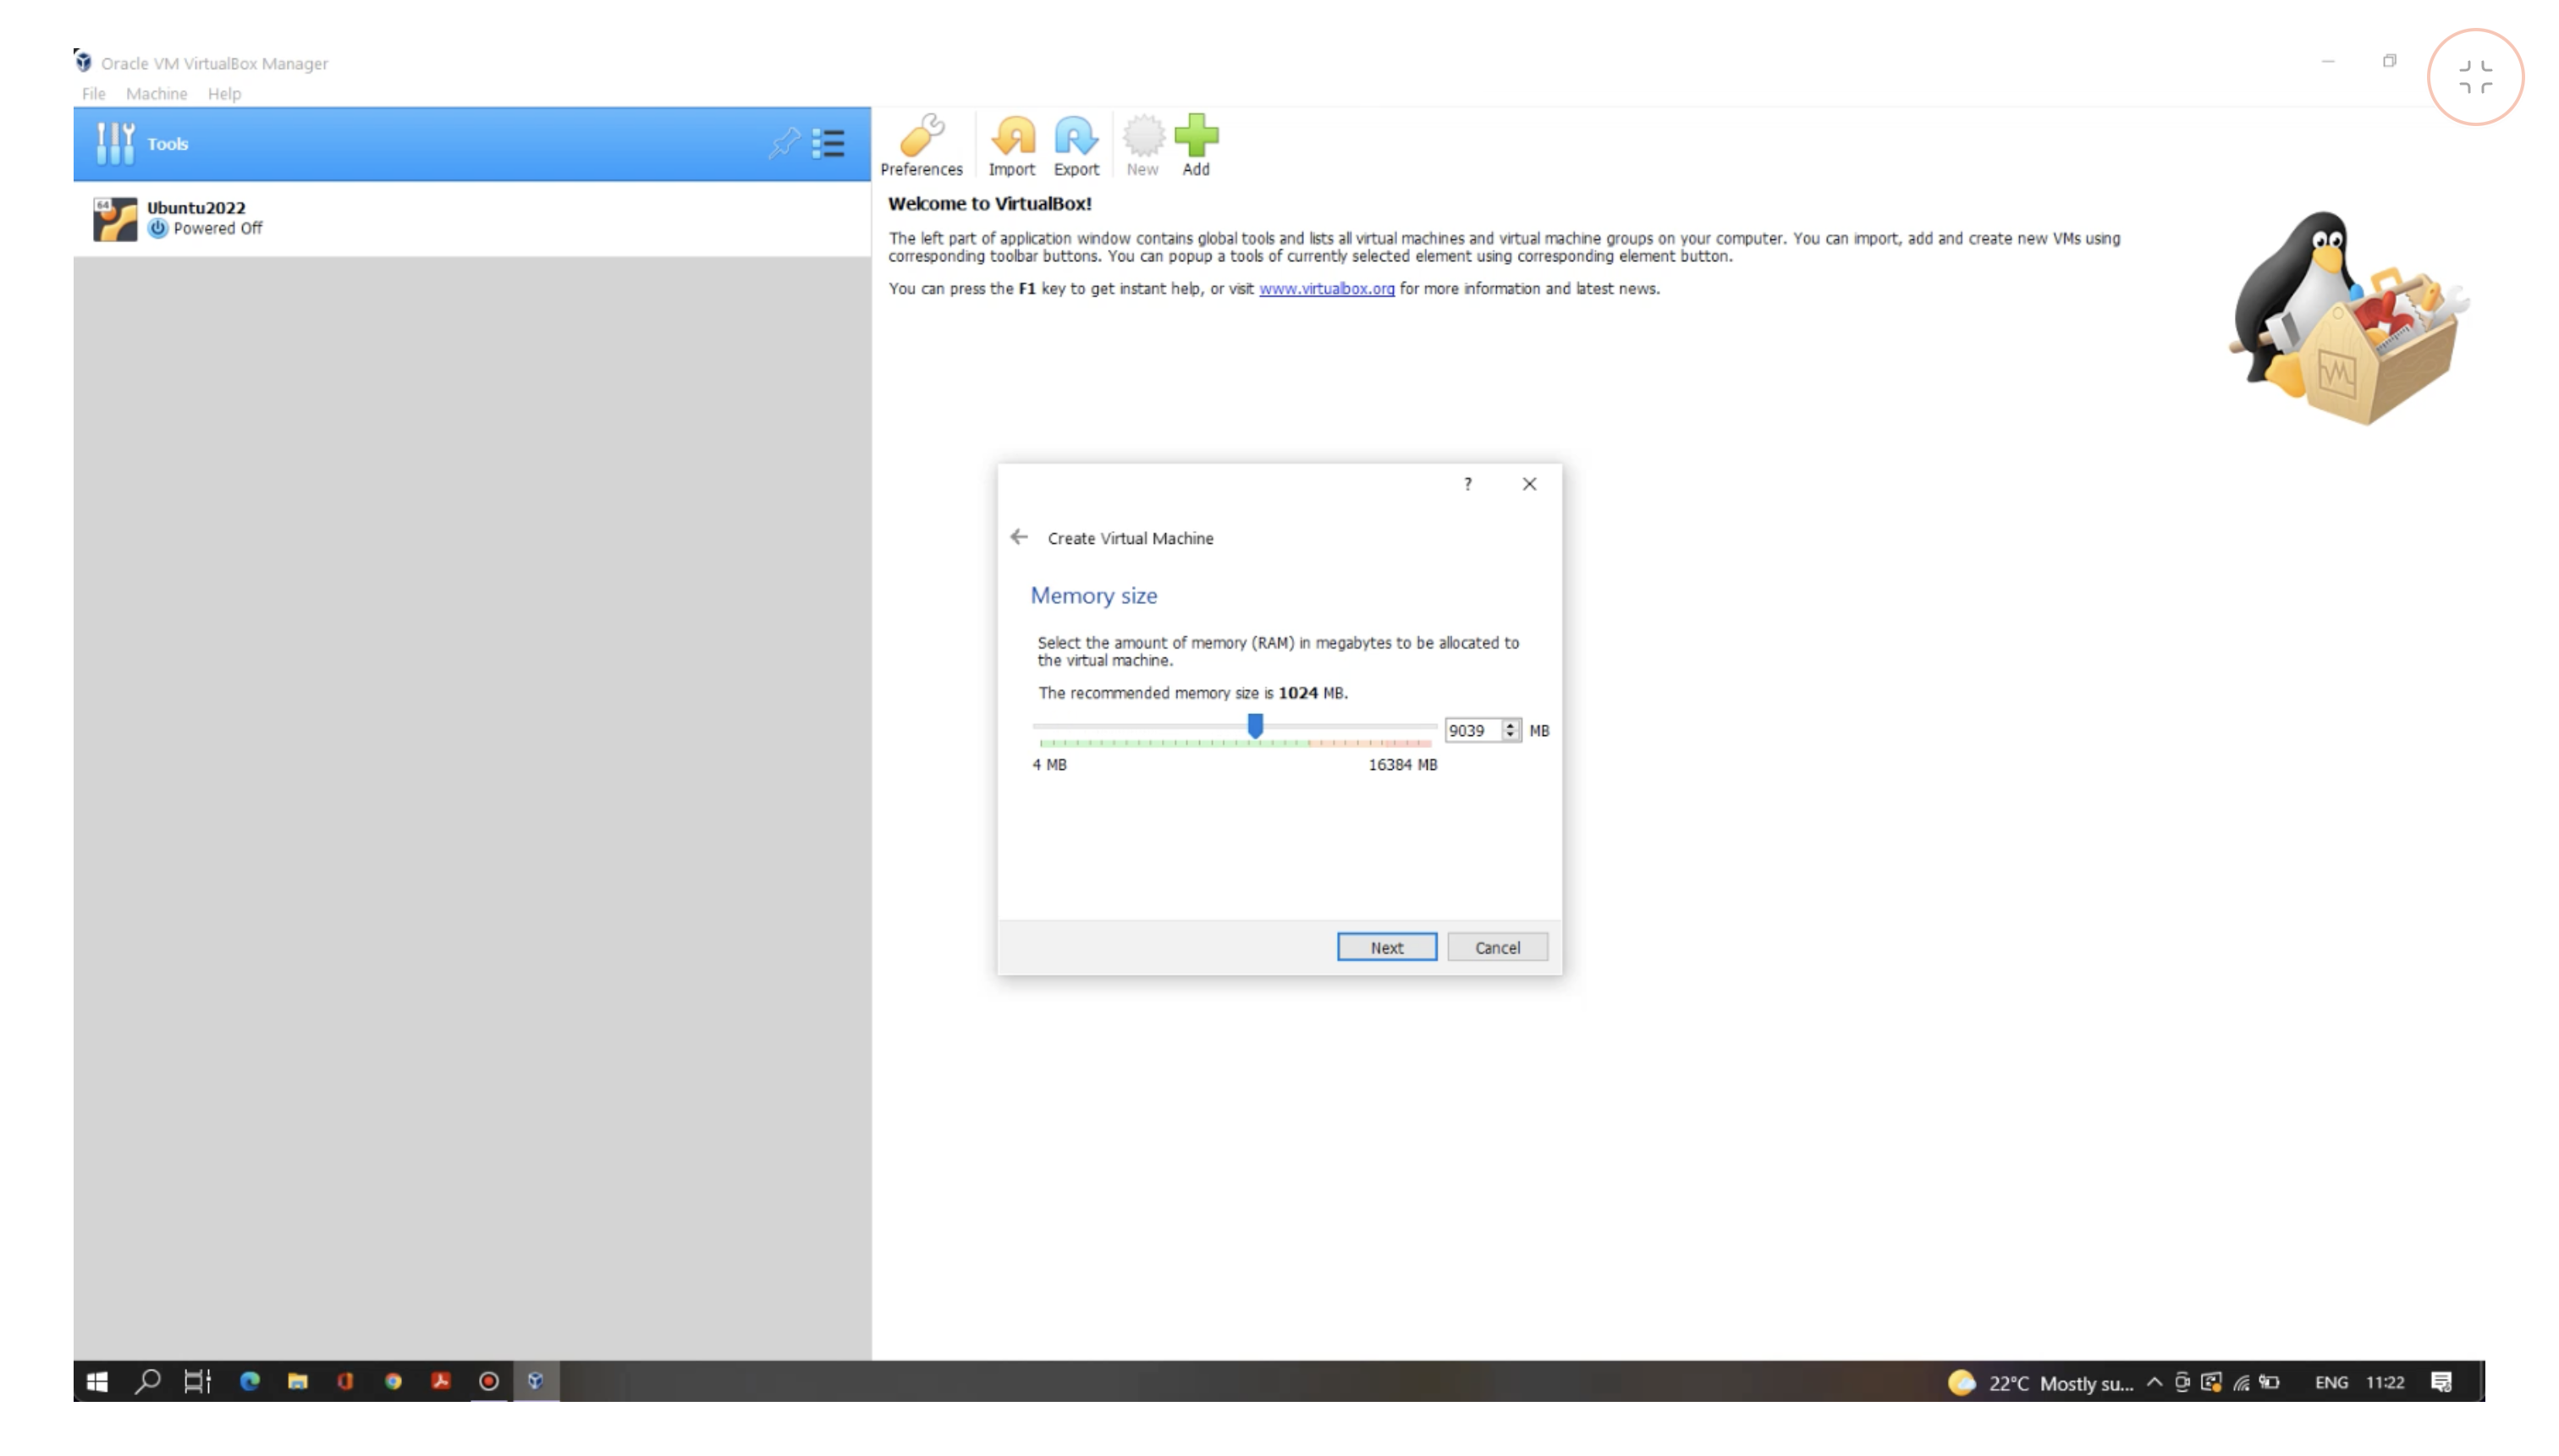 Oracle VM VirtualBox Manager
File Machine Help
Tools
64
Ubuntu2022
Powered Off
Preferences Import Export New Add
Welcome to VirtualBox!
The left part of application window contains global tools and lists all virtual machines and virtual machine groups on your computer. You can import, add and create new VMs using
corresponding toolbar buttons. You can popup a tools of currently selected element using corresponding element button.
You can press the F1 key to get instant help, or visit www.virtualbox.org for more information and latest news.
?
Create Virtual Machine
Memory size
Select the amount of memory (RAM) in megabytes to be allocated to
the virtual machine.
The recommended memory size is 1024 MB.
9039 MB
4 MB 16384 MB
Next Cancel
22°C Mostly su... ENG 11:22